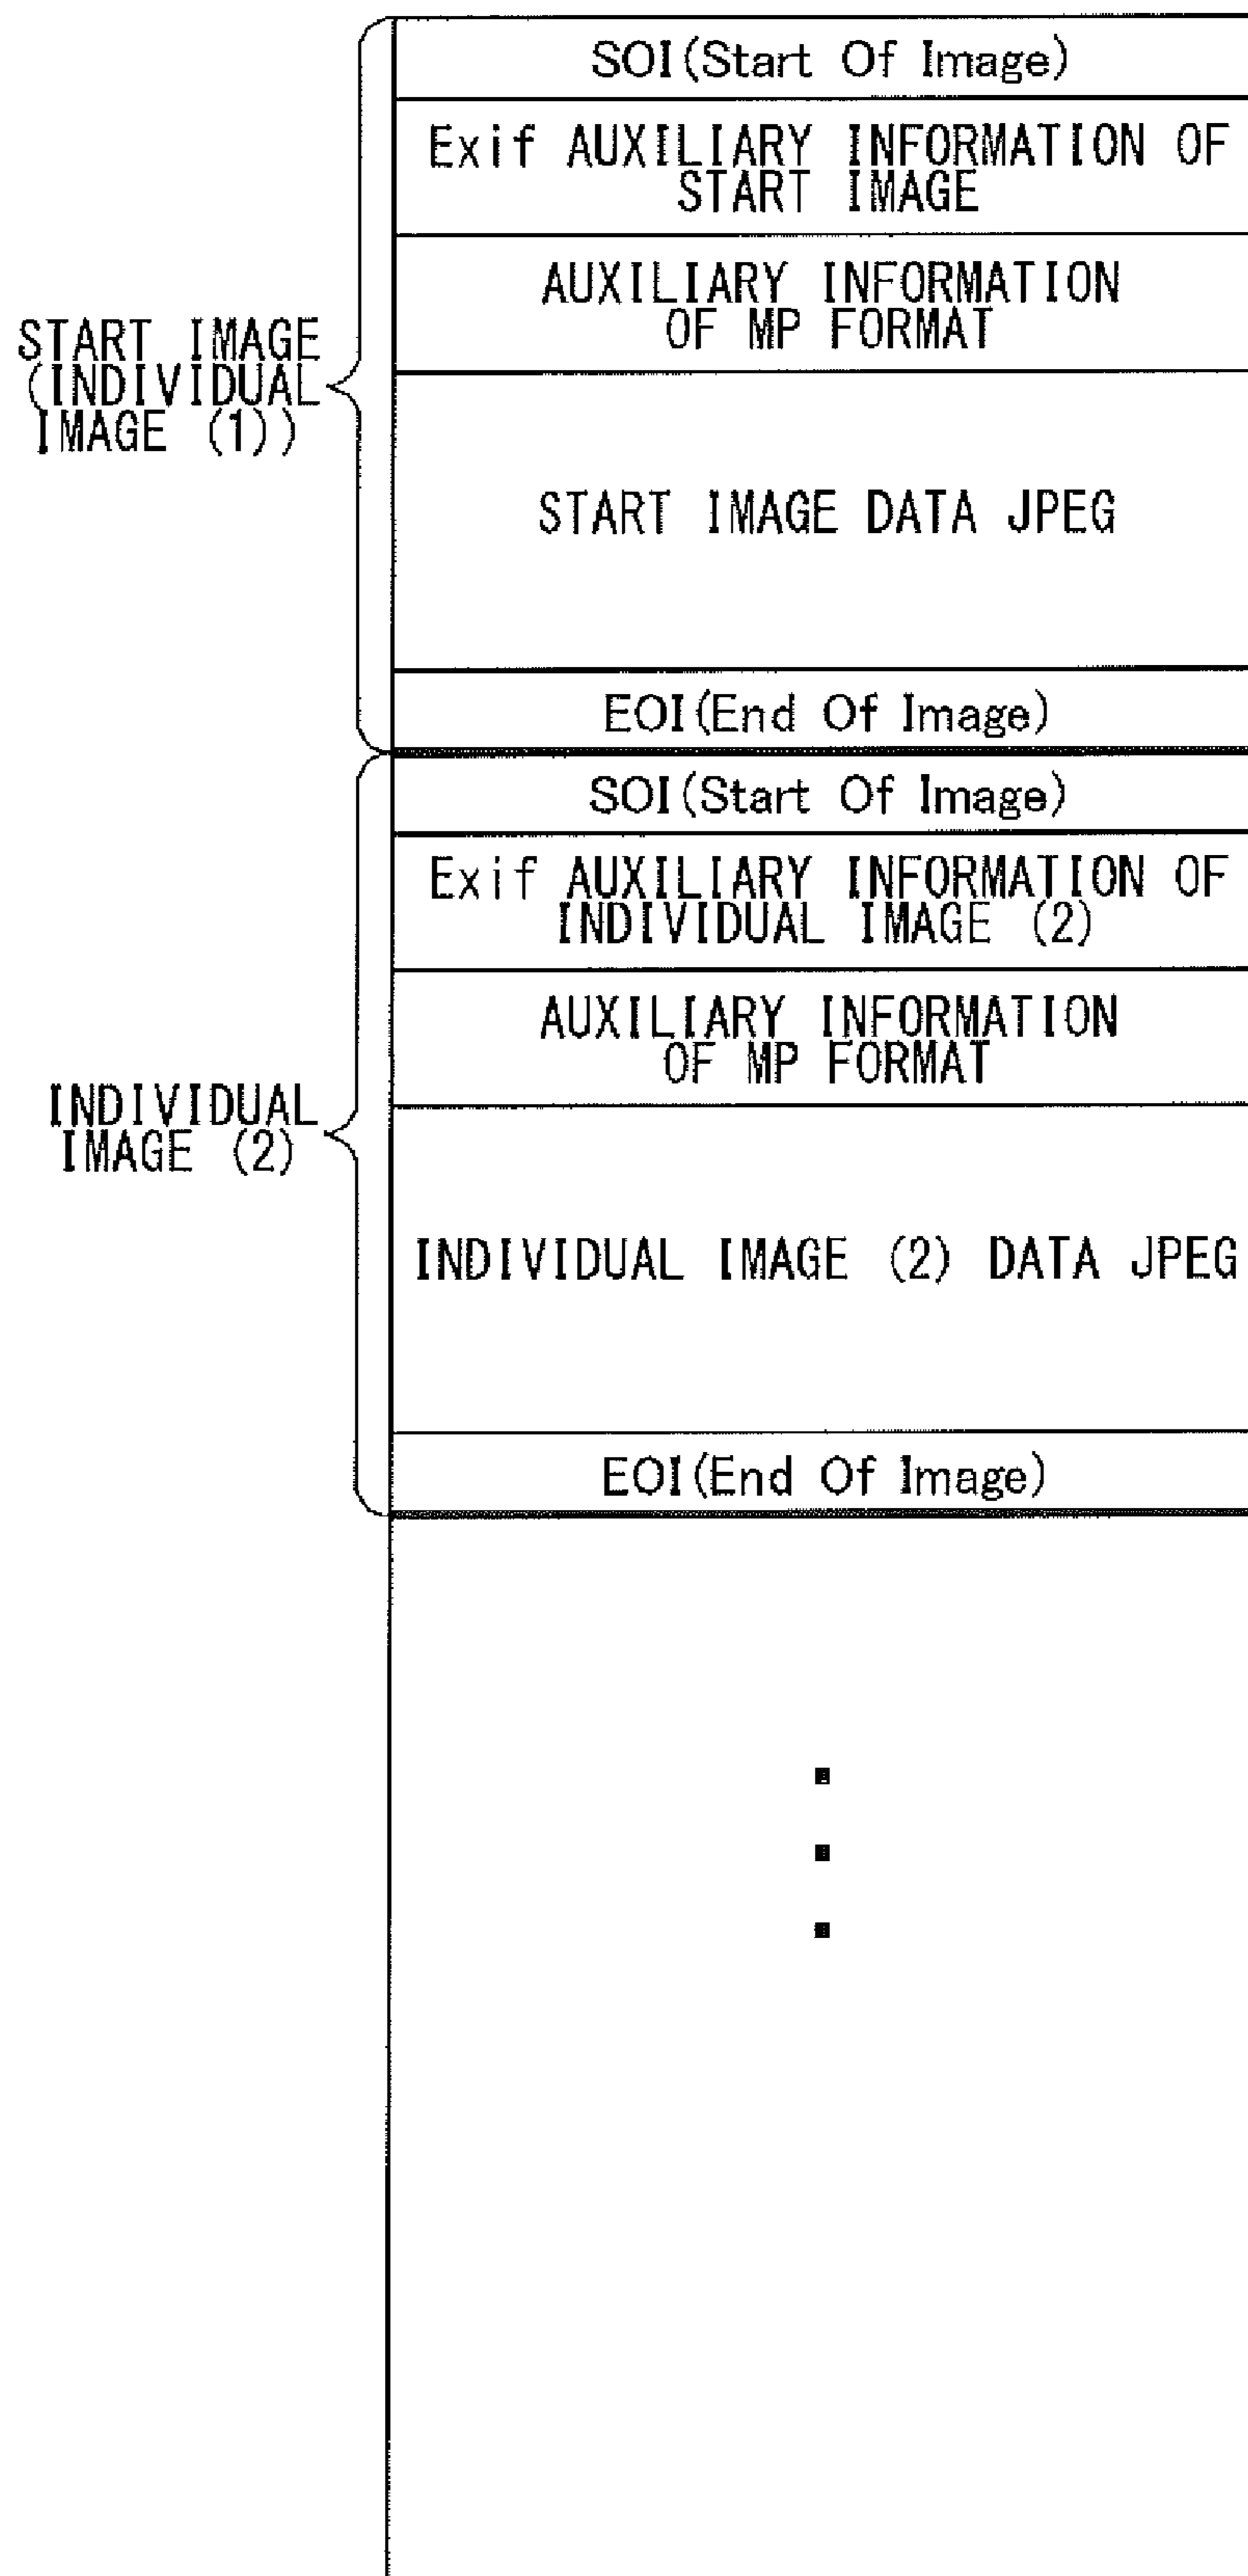 SOI(Start Of Image)
Exif AUXILIARY INFORMATION OF
START IMAGE
AUXILIARY INFORMATION
OF MP FORMAT
START IMAGE
(INDIVIDUAL
IMAGE (1))
START IMAGE DATA JPEG
EOI(End Of Image)
SOI(Start Of Image)
Exif AUXILIARY INFORMATION OF
INDIVIDUAL IMAGE (2)
AUXILIARY INFORMATION
OF MP FORMAT
INDIVIDUAL
IMAGE (2)
INDIVIDUAL IMAGE (2) DATA JPEG
EOI(End Of Image)